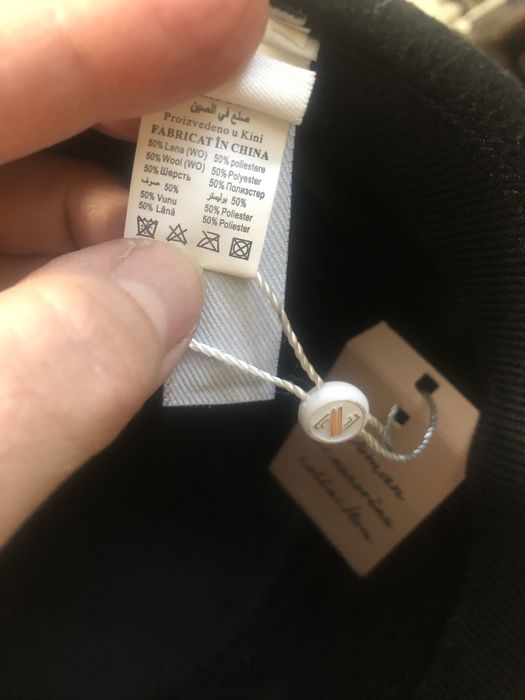 صنع في الصين
Proizvedeno u Kini
FABRICAT ÎN CHINA
50% Lana (WO) 50% poliestere
50% Wool (WO) 50% Polyester
50% Шерсть 50% Полиэстер
50% صوف 50% بوليستر
50% Vunu 50% Poliester
50% Lână 50% Poliester
collection